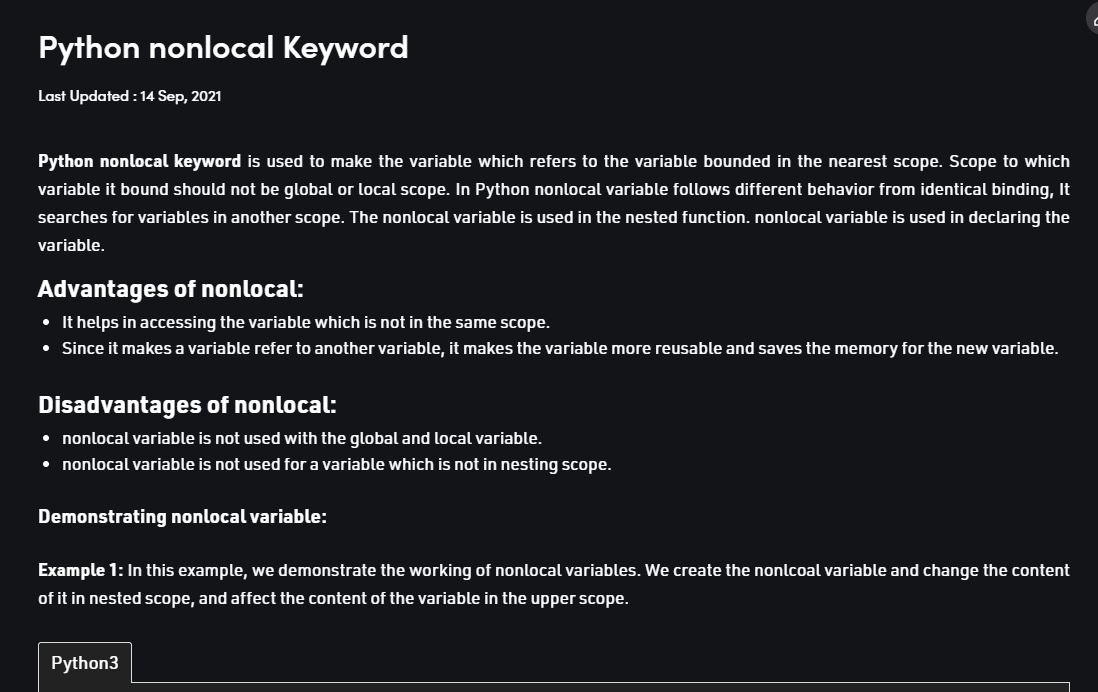 Python nonlocal Keyword
Last Updated : 14 Sep, 2021
Python nonlocal keyword is used to make the variable which refers to the variable bounded in the nearest scope. Scope to which
variable it bound should not be global or local scope. In Python nonlocal variable follows different behavior from identical binding, It
searches for variables in another scope. The nonlocal variable is used in the nested function. nonlocal variable is used in declaring the
variable.
Advantages of nonlocal:
• It helps in accessing the variable which is not in the same scope.
• Since it makes a variable refer to another variable, it makes the variable more reusable and saves the memory for the new variable.
Disadvantages of nonlocal:
• nonlocal variable is not used with the global and local variable.
• nonlocal variable is not used for a variable which is not in nesting scope.
Demonstrating nonlocal variable:
Example 1: In this example, we demonstrate the working of nonlocal variables. We create the nonlcoal variable and change the content
of it in nested scope, and affect the content of the variable in the upper scope.
Python3